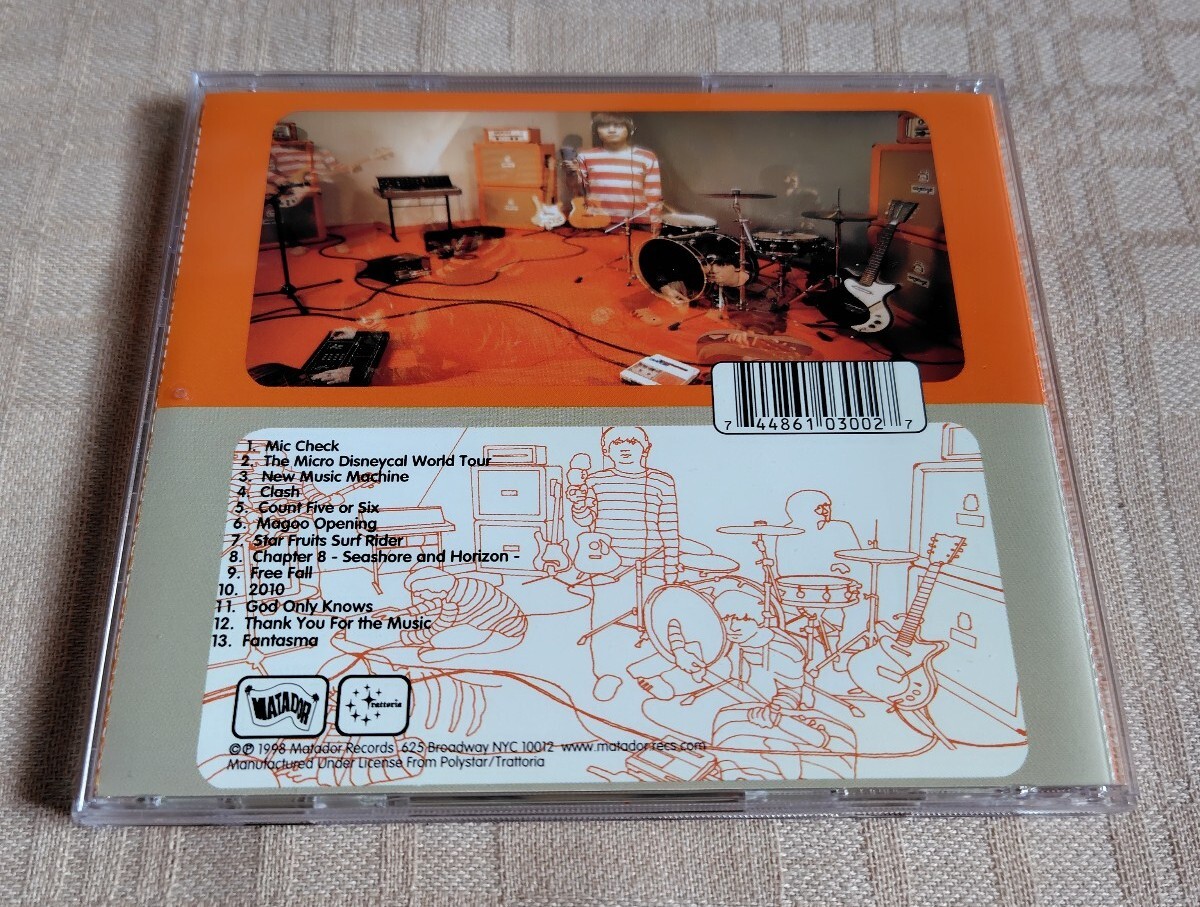 7 44861 03002 7
1. Mic Check
2. The Micro Disneycal World Tour
3. New Music Machine
4. Clash
5. Count Five or Six
6. Magoo Opening
7. Star Fruits Surf Rider
8. Chapter 8 - Seashore and Horizon -
9. Free Fall
10. 2010
11. God Only Knows
12. Thank You For the Music
13. Fantasma
MATADOR
Trattoria
©℗ 1998 Matador Records 625 Broadway NYC 10012 www.matador.recs.com
Manufactured Under License From Polystar/Trattoria